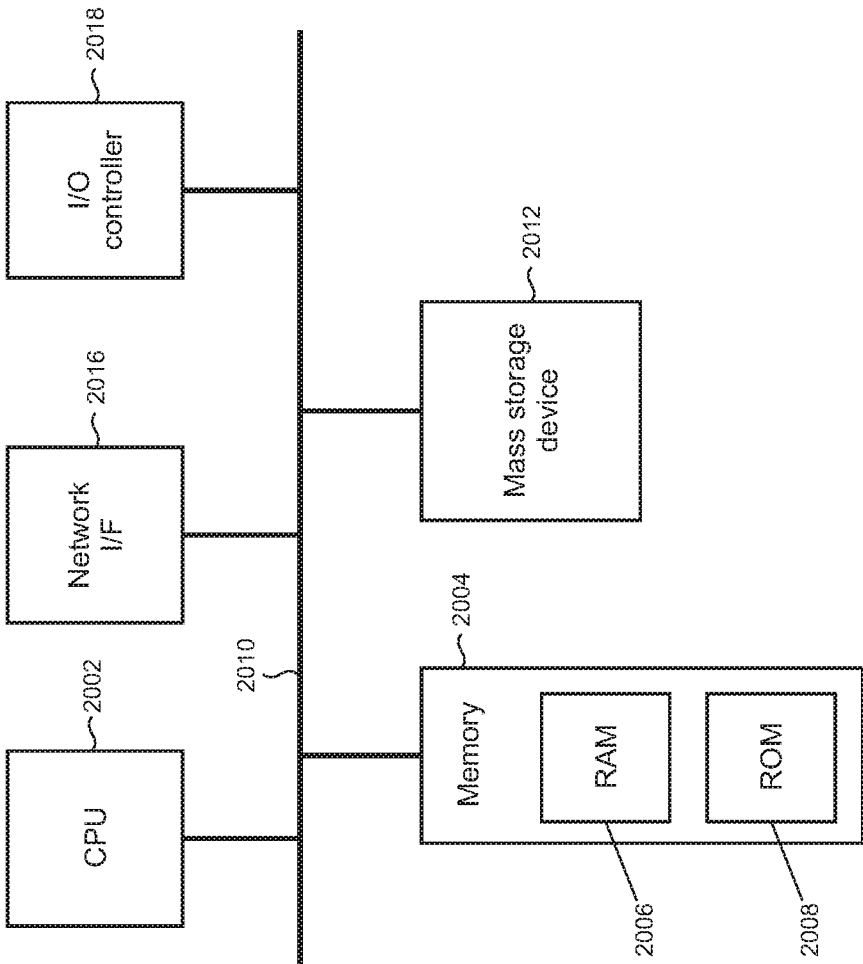 CPU
2002
Network
I/F
2016
I/O
controller
2018
2010
Memory
2004
RAM
2006
ROM
2008
Mass storage
device
2012